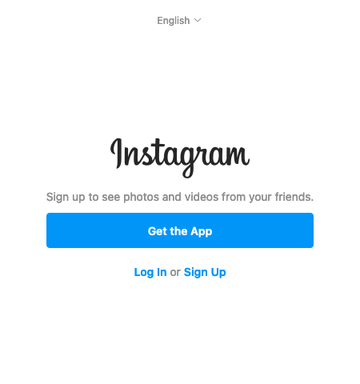 English
Instagram
Sign up to see photos and videos from your friends.
Get the App
Log In or Sign Up